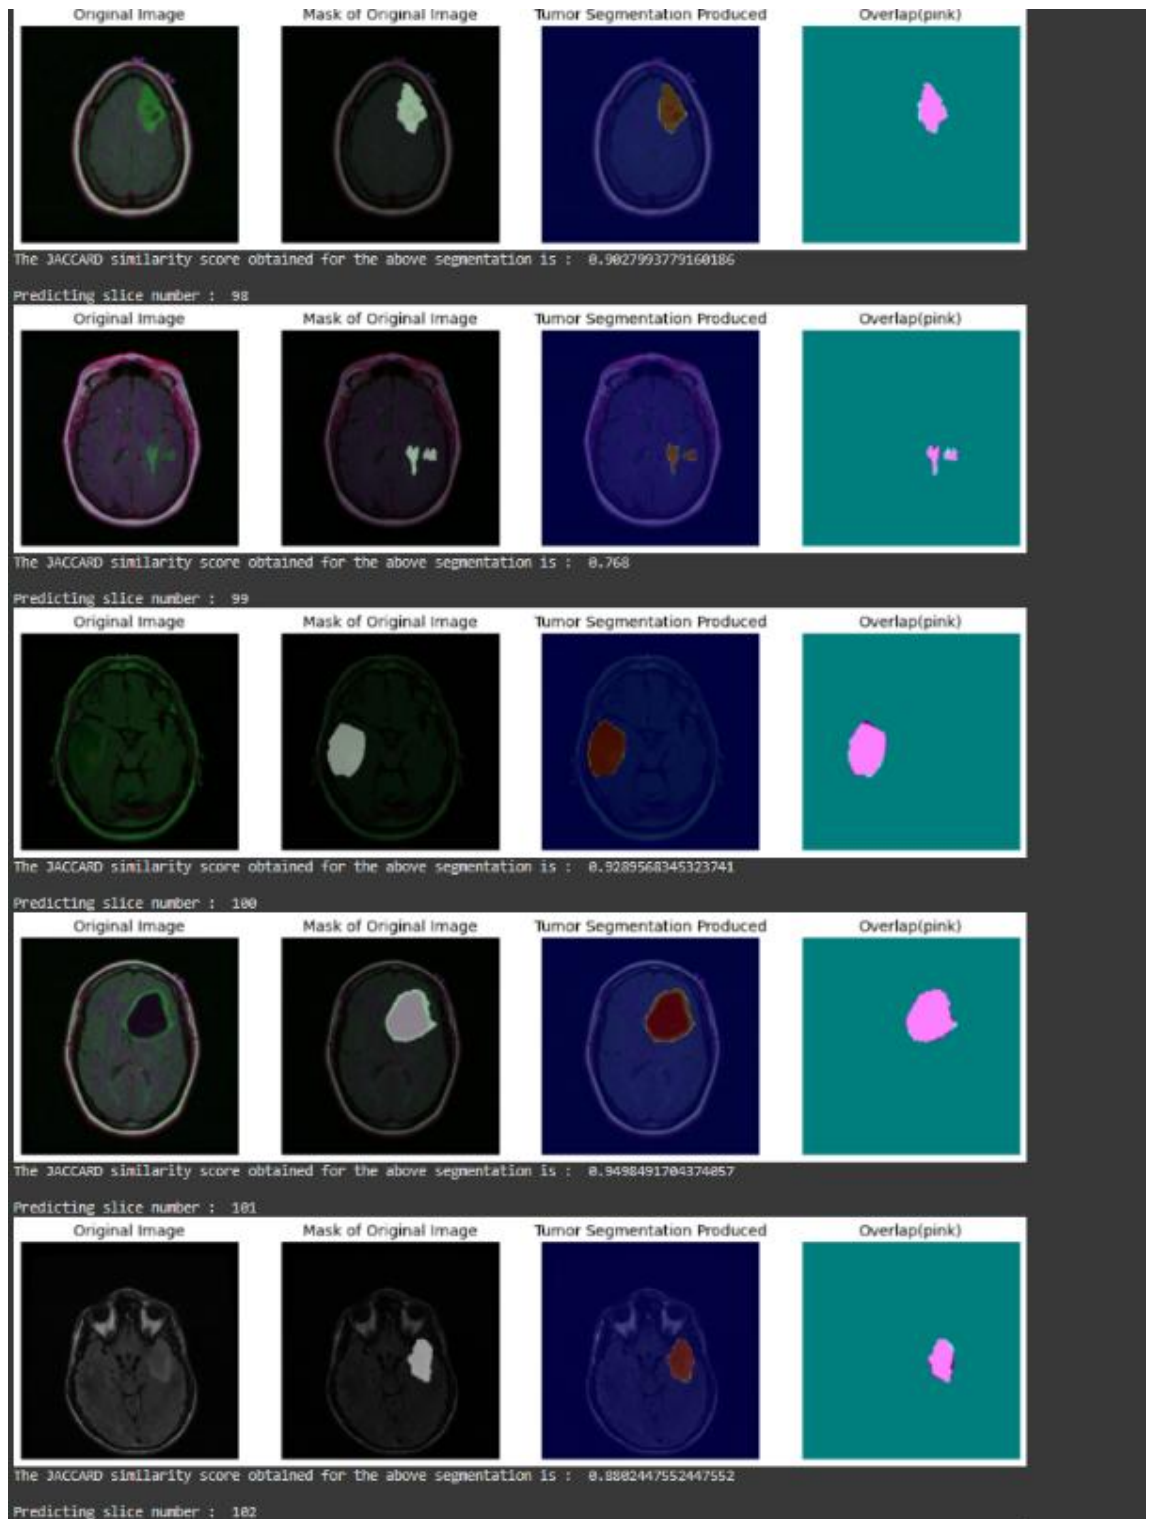 Original Image Mask of Original Image Tumor Segmentation Produced Overlap(pink)
The JACCARD similarity score obtained for the above segmentation is : 0.9027993779160186
Predicting slice number : 98
Original Image Mask of Original Image Tumor Segmentation Produced Overlap(pink)
The JACCARD similarity score obtained for the above segmentation is : 0.768
Predicting slice number : 99
Original Image Mask of Original Image Tumor Segmentation Produced Overlap(pink)
The JACCARD similarity score obtained for the above segmentation is : 0.9289568345323741
Predicting slice number : 100
Original Image Mask of Original Image Tumor Segmentation Produced Overlap(pink)
The JACCARD similarity score obtained for the above segmentation is : 0.9498491704374057
Predicting slice number : 101
Original Image Mask of Original Image Tumor Segmentation Produced Overlap(pink)
The JACCARD similarity score obtained for the above segmentation is : 0.8802447552447552
Predicting slice number : 102